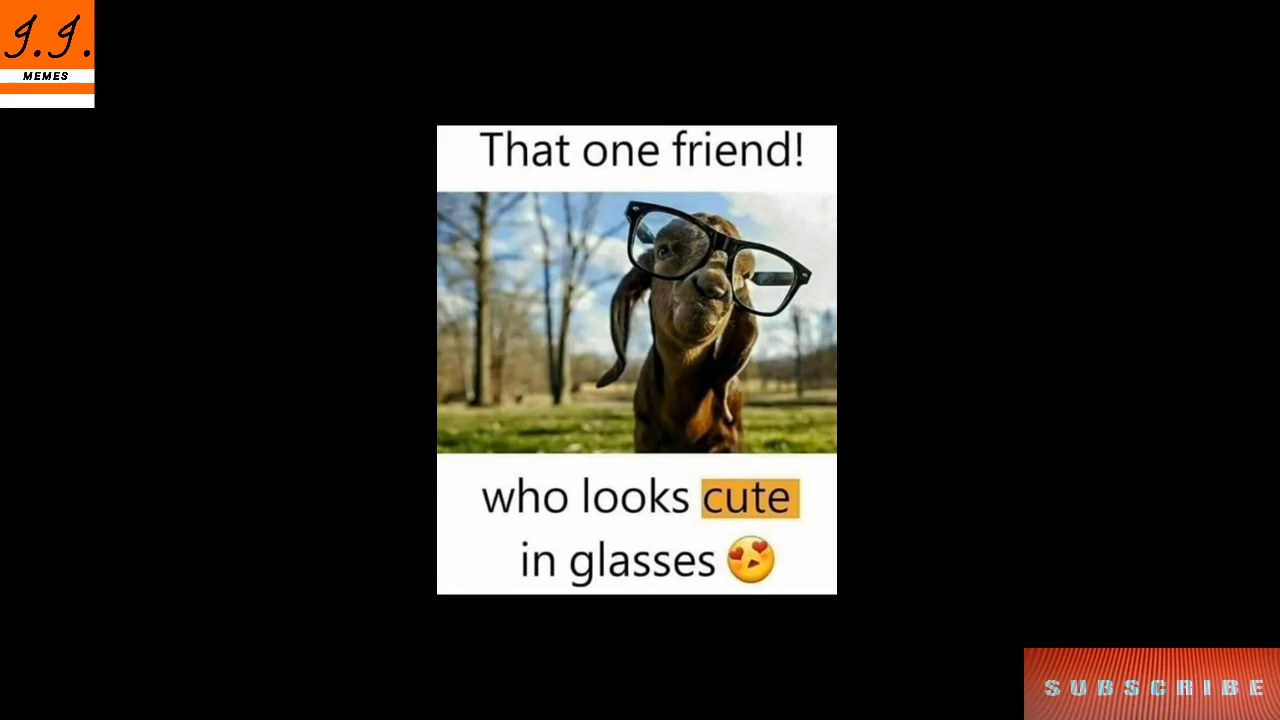 J.J.
MEMES
That one friend!
who looks cute
in glasses 😍
SUBSCRIBE